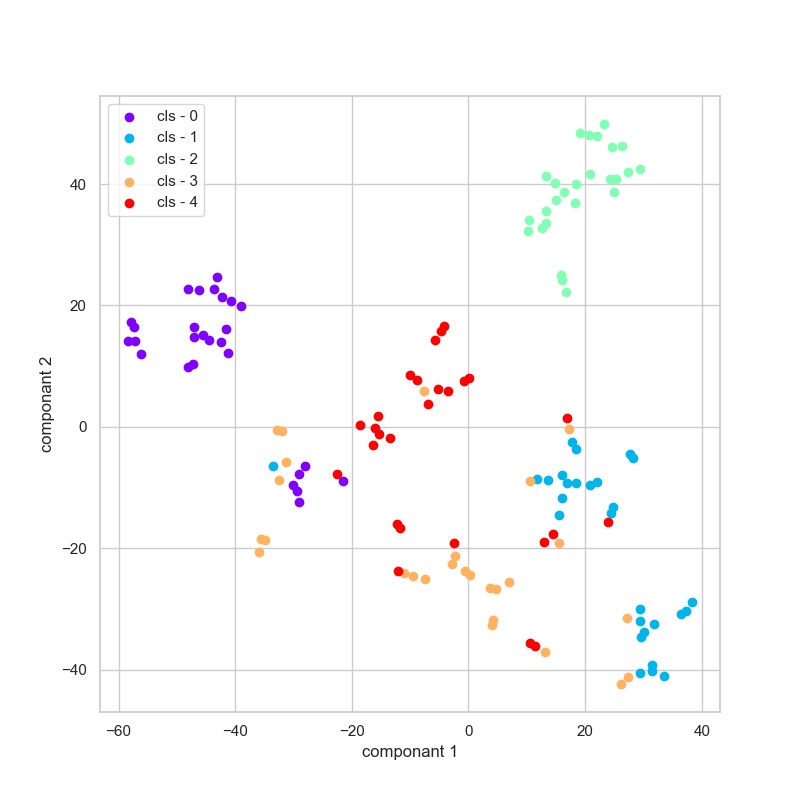 cls - 0
cls - 1
cls - 2
cls - 3
cls - 4
40
20
0
−20
−40
componant 2
−60
−40
−20
0
20
40
componant 1